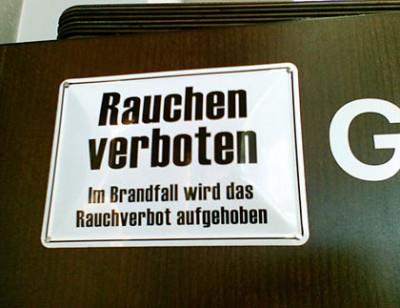 Rauchen
verboten
Im Brandfall wird das
Rauchverbot aufgehoben
G